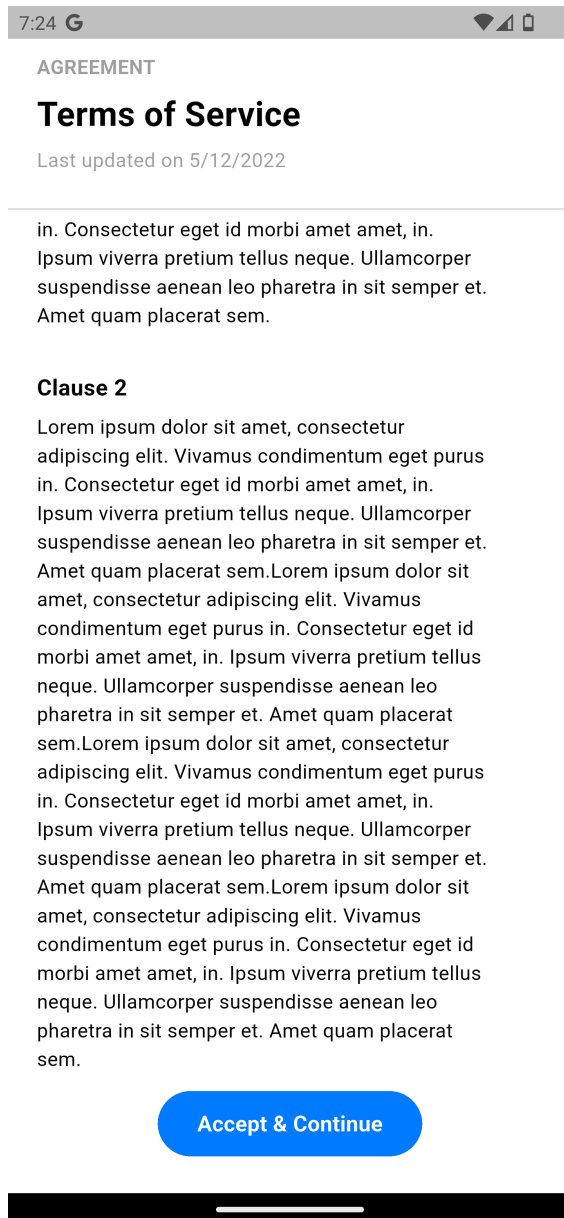 7:24 G
AGREEMENT
Terms of Service
Last updated on 5/12/2022
in. Consectetur eget id morbi amet amet, in.
Ipsum viverra pretium tellus neque. Ullamcorper
suspendisse aenean leo pharetra in sit semper et.
Amet quam placerat sem.
Clause 2
Lorem ipsum dolor sit amet, consectetur
adipiscing elit. Vivamus condimentum eget purus
in. Consectetur eget id morbi amet amet, in.
Ipsum viverra pretium tellus neque. Ullamcorper
suspendisse aenean leo pharetra in sit semper et.
Amet quam placerat sem.Lorem ipsum dolor sit
amet, consectetur adipiscing elit. Vivamus
condimentum eget purus in. Consectetur eget id
morbi amet amet, in. Ipsum viverra pretium tellus
neque. Ullamcorper suspendisse aenean leo
pharetra in sit semper et. Amet quam placerat
sem.Lorem ipsum dolor sit amet, consectetur
adipiscing elit. Vivamus condimentum eget purus
in. Consectetur eget id morbi amet amet, in.
Ipsum viverra pretium tellus neque. Ullamcorper
suspendisse aenean leo pharetra in sit semper et.
Amet quam placerat sem.Lorem ipsum dolor sit
amet, consectetur adipiscing elit. Vivamus
condimentum eget purus in. Consectetur eget id
morbi amet amet, in. Ipsum viverra pretium tellus
neque. Ullamcorper suspendisse aenean leo
pharetra in sit semper et. Amet quam placerat
sem.
Accept & Continue